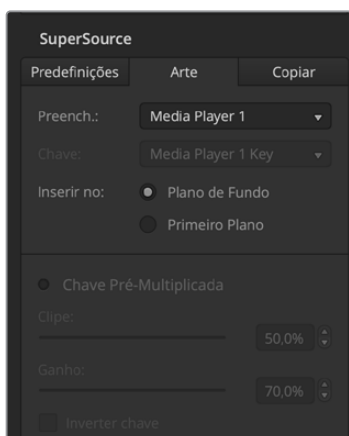 SuperSource
Predefinições Arte Copiar
Preench.: Media Player 1
Chave: Media Player 1 Key
Inserir no: Plano de Fundo
Primeiro Plano
Chave Pré-Multiplicada
Clipe:
50,0%
Ganho:
70,0%
Inverter chave